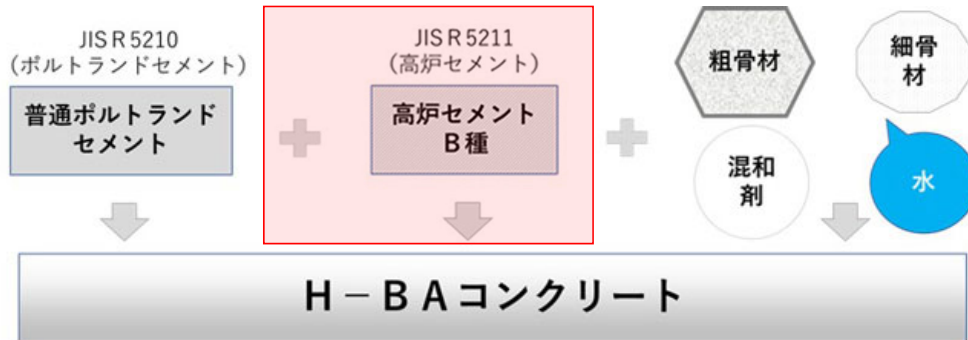 JIS R 5210
(ポルトランドセメント)
普通ポルトランド
セメント
JIS R 5211
(高炉セメント)
高炉セメント
B種
粗骨材
細骨
材
混和
剤
水
H－BAコンクリート